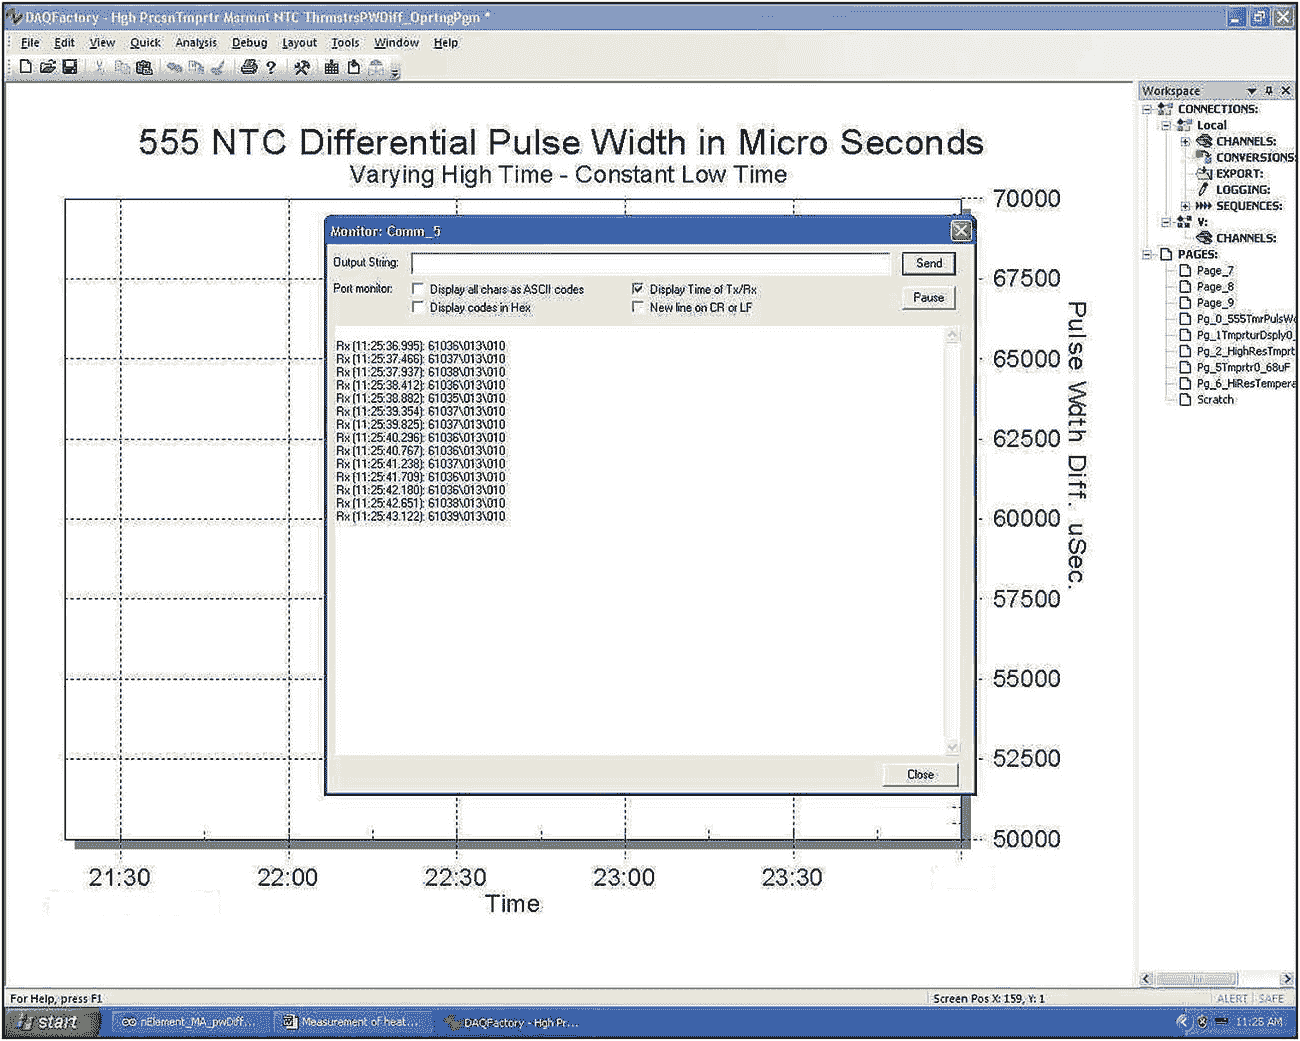 DAQFactory - Hgh PrcsnTmprtr Msrmnt NTC ThrmstrsPWDiff_OprtngPgm *
File Edit View Quick Analysis Debug Layout Tools Window Help
555 NTC Differential Pulse Width in Micro Seconds
Varying High Time - Constant Low Time
Monitor: Comm_5
Output String:
Send
Port monitor:
Display all chars as ASCII codes
Display Time of Tx/Rx
Display codes in Hex
New line on CR or LF
Pause
Rx [11:25:36.995]: 61036\013\010
Rx [11:25:37.466]: 61037\013\010
Rx [11:25:37.937]: 61038\013\010
Rx [11:25:38.412]: 61036\013\010
Rx [11:25:38.882]: 61035\013\010
Rx [11:25:39.354]: 61037\013\010
Rx [11:25:39.825]: 61037\013\010
Rx [11:25:40.296]: 61036\013\010
Rx [11:25:40.767]: 61036\013\010
Rx [11:25:41.238]: 61037\013\010
Rx [11:25:41.709]: 61036\013\010
Rx [11:25:42.180]: 61036\013\010
Rx [11:25:42.651]: 61038\013\010
Rx [11:25:43.122]: 61039\013\010
Close
70000
67500
65000
62500
60000
57500
55000
52500
50000
Pulse Wdth Diff. uSec.
21:30 22:00 22:30 23:00 23:30
Time
Workspace
CONNECTIONS:
Local
CHANNELS:
CONVERSIONS:
EXPORT:
LOGGING:
SEQUENCES:
V:
CHANNELS:
PAGES:
Page_7
Page_8
Page_9
Pg_0_555TmrPulsWd
Pg_1TmprturDsply0_
Pg_2_HighResTmprt
Pg_5Tmprtr0_68uF
Pg_6_HiResTempera
Scratch
For Help, press F1
Screen Pos X: 159, Y: 1
ALERT SAFE
start
nElement_MA_pwDiff...
Measurement of heat...
DAQFactory - Hgh Pr...
11:25 AM